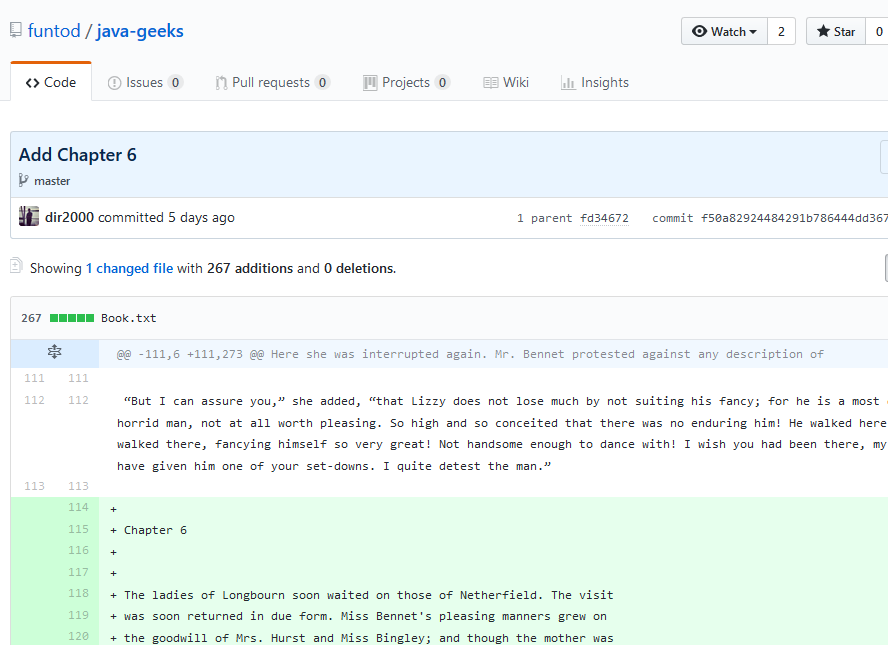 funtod / java-geeks
Watch 2 Star 0
Code Issues 0 Pull requests 0 Projects 0 Wiki Insights
Add Chapter 6
master
dir2000 committed 5 days ago 1 parent fd34672 commit f50a82924484291b786444dd367
Showing 1 changed file with 267 additions and 0 deletions.
267 Book.txt
@@ -111,6 +111,273 @@ Here she was interrupted again. Mr. Bennet protested against any description of
111 111
112 112 “But I can assure you,” she added, “that Lizzy does not lose much by not suiting his fancy; for he is a most
horrid man, not at all worth pleasing. So high and so conceited that there was no enduring him! He walked here
walked there, fancying himself so very great! Not handsome enough to dance with! I wish you had been there, my
have given him one of your set-downs. I quite detest the man.”
113 113
114 +
115 + Chapter 6
116 +
117 +
118 + The ladies of Longbourn soon waited on those of Netherfield. The visit
119 + was soon returned in due form. Miss Bennet's pleasing manners grew on
120 + the goodwill of Mrs. Hurst and Miss Bingley; and though the mother was